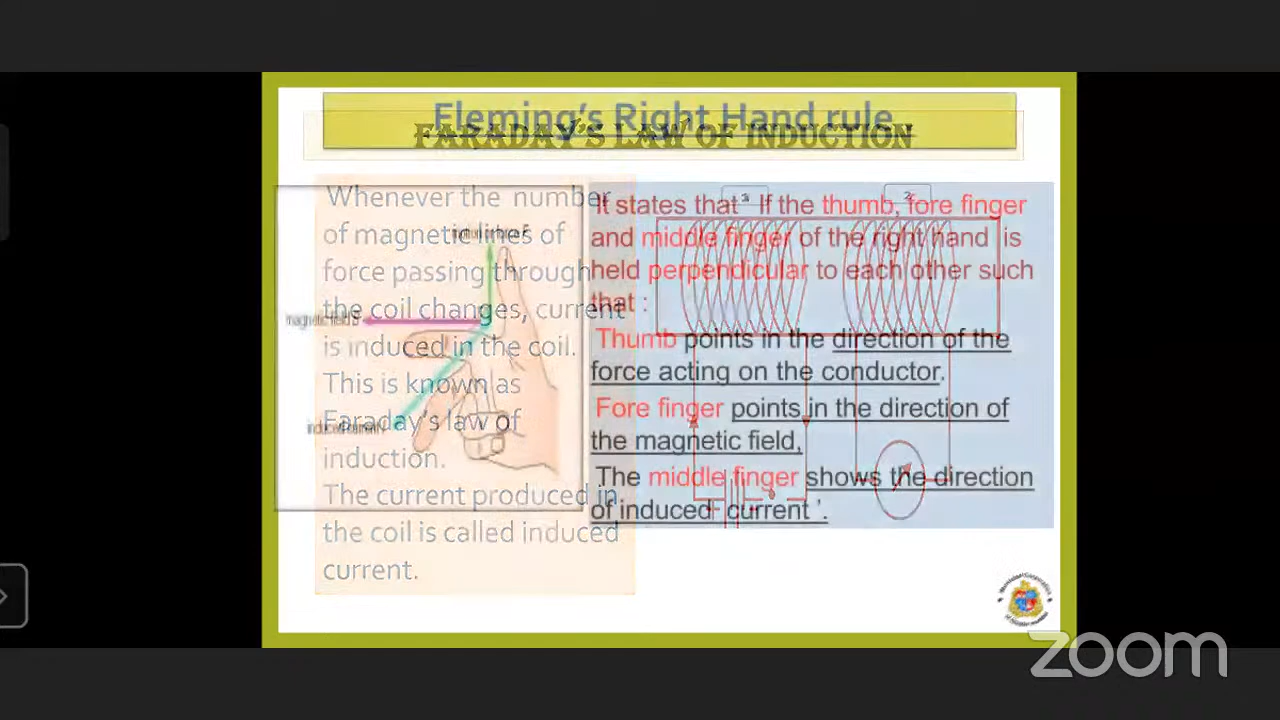 Fleming's Right Hand rule
FARADAY'S LAW OF INDUCTION
Whenever the number
of magnetic lines of
force passing through
the coil changes, current
is induced in the coil.
This is known as
Faraday's law of
induction.
The current produced in
the coil is called induced
current.
magnetic field B
It states that " If the thumb, fore finger
and middle finger of the right hand is
held perpendicular to each other such
that :
Thumb points in the direction of the
force acting on the conductor.
Fore finger points in the direction of
the magnetic field,
The middle finger shows the direction
of induced current '.
zoom